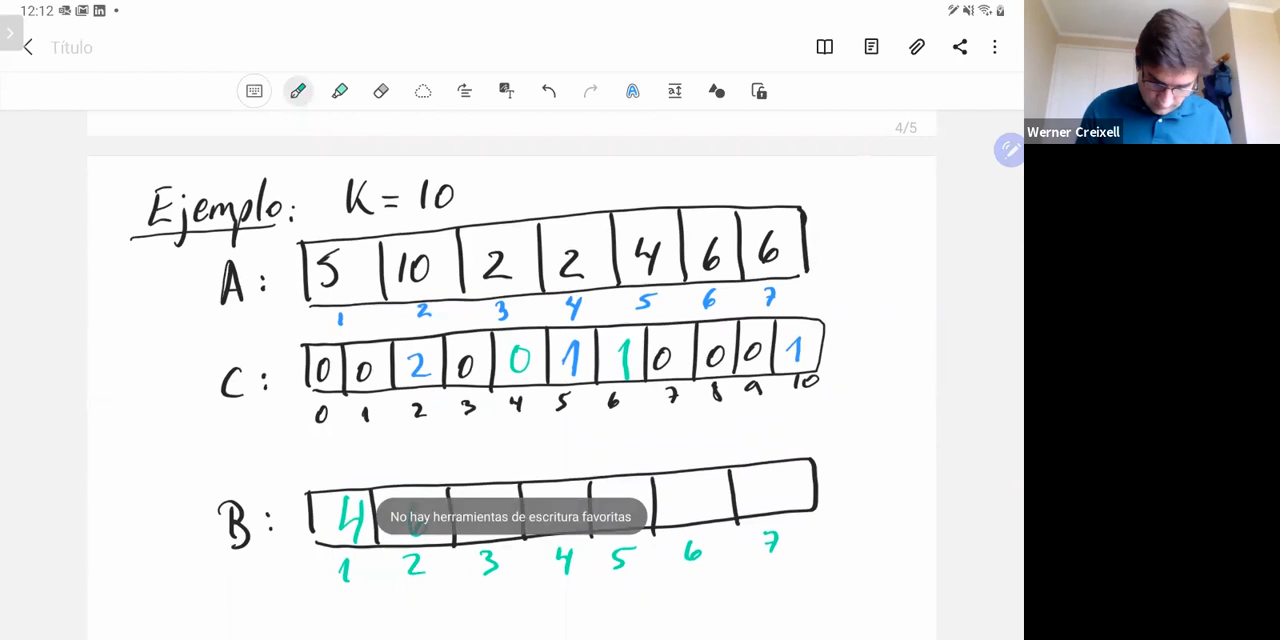 12:12
Título
4/5
Werner Creixell
Ejemplo: K = 10
A: 5 10 2 2 4 6 6
1 2 3 4 5 6 7
C: 0 0 2 0 0 1 1 0 0 0 1
0 1 2 3 4 5 6 7 8 9 10
B: 4
No hay herramientas de escritura favoritas
1 2 3 4 5 6 7